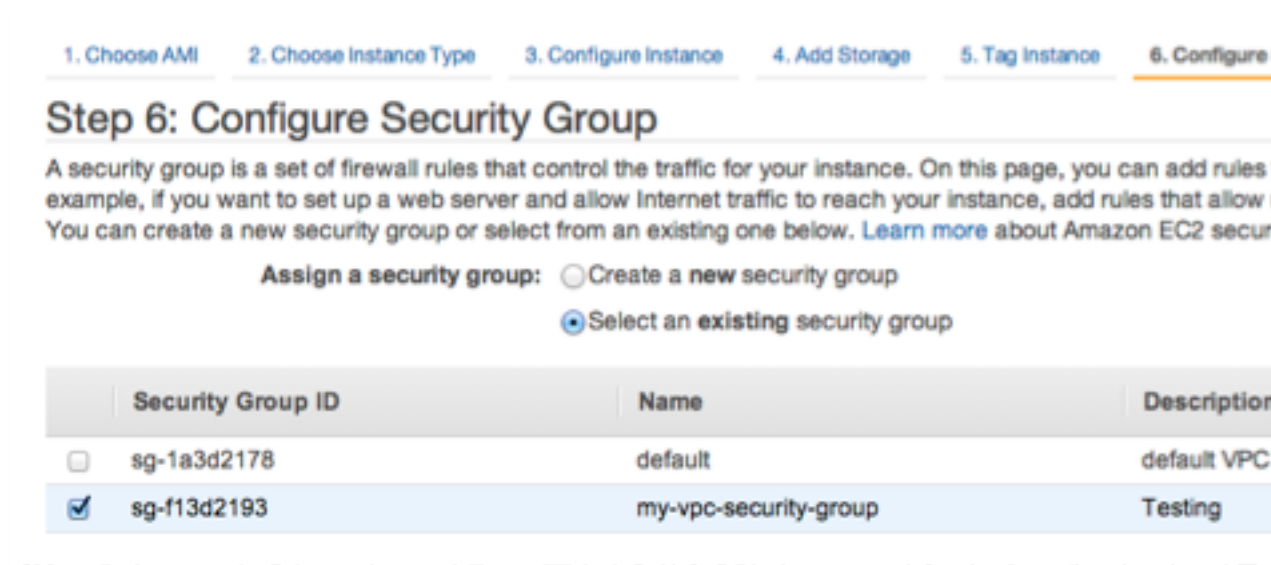 1. Choose AMI 2. Choose Instance Type 3. Configure Instance 4. Add Storage 5. Tag Instance 6. Configure
Step 6: Configure Security Group
A security group is a set of firewall rules that control the traffic for your instance. On this page, you can add rules
example, if you want to set up a web server and allow Internet traffic to reach your instance, add rules that allow
You can create a new security group or select from an existing one below. Learn more about Amazon EC2 secur
Assign a security group: Create a new security group
Select an existing security group
Security Group ID Name Description
sg-1a3d2178 default default VPC
sg-f13d2193 my-vpc-security-group Testing